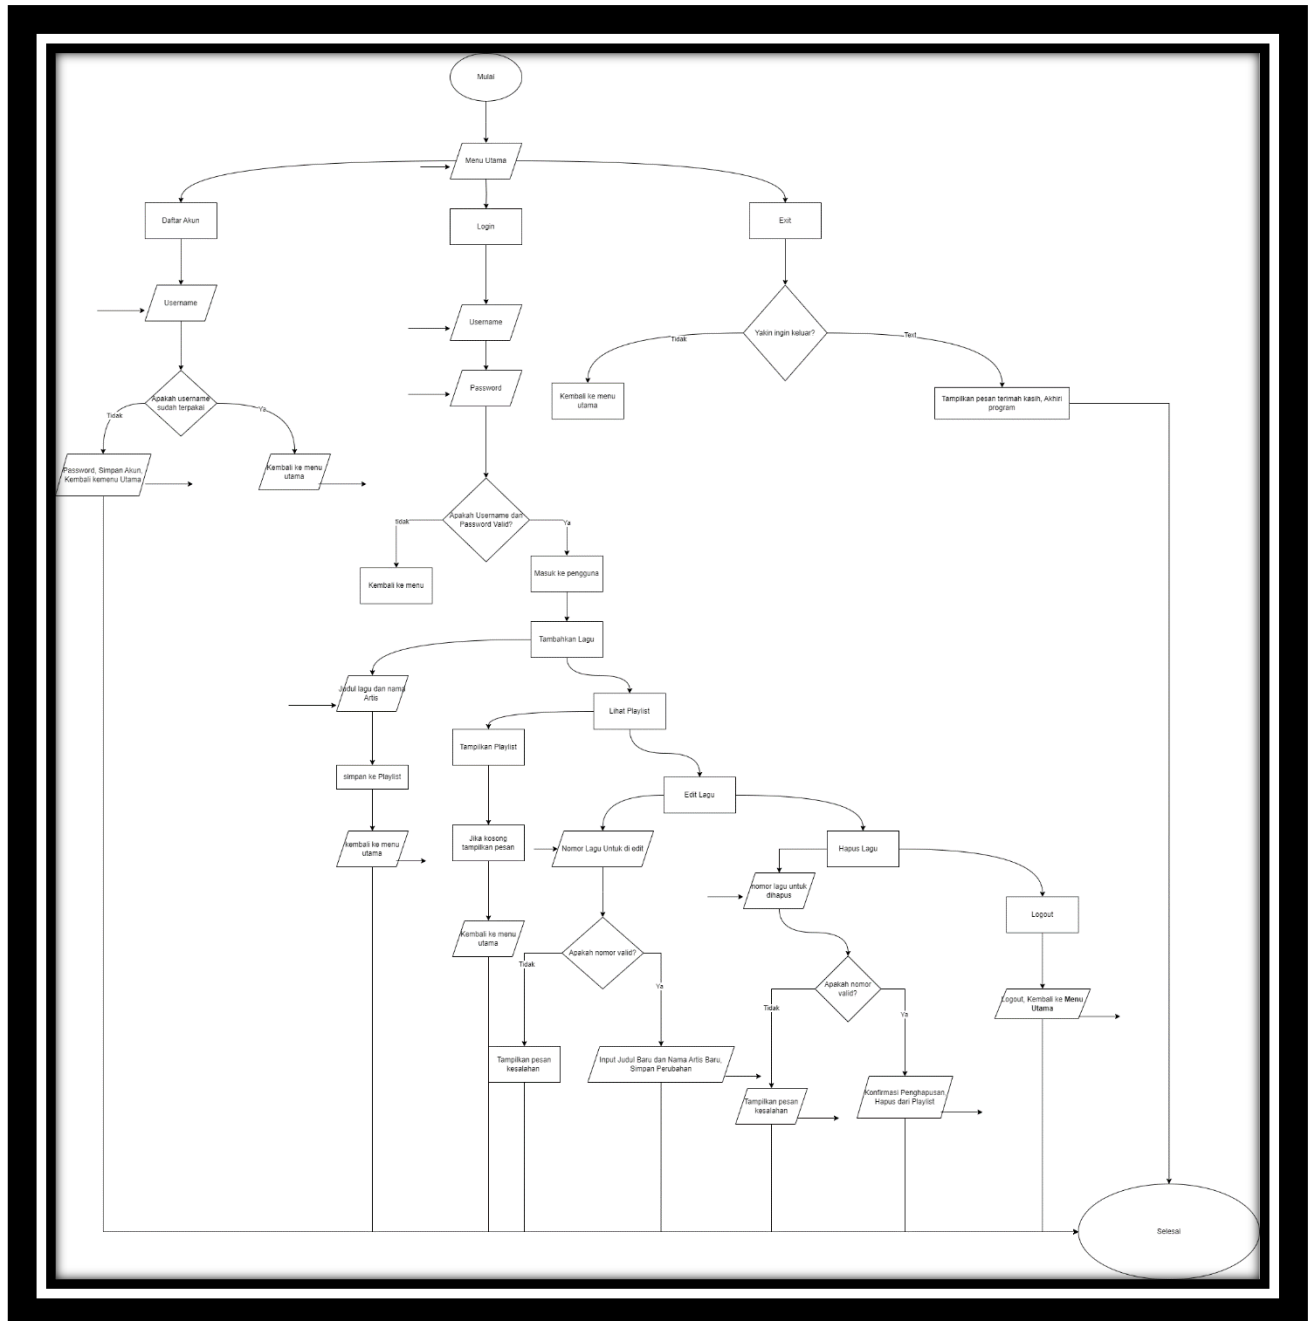 Mulai
Menu Utama
Daftar Akun
Login
Exit
Username
Username
Yakin ingin keluar?
Tidak
Text
Password
Kembali ke menu
utama
Tampilkan pesan terimah kasih, Akhiri
program
Apakah username
sudah terpakai
Tidak
Ya
Password, Simpan Akun,
Kembali kemenu Utama
Kembali ke menu
utama
Apakah Username dan
Password Valid?
tidak
Ya
Kembali ke menu
Masuk ke pengguna
Tambahkan Lagu
Judul lagu dan nama
Artis
Lihat Playlist
Tampilkan Playlist
simpan ke Playlist
Edit Lagu
kembali ke menu
utama
Jika kosong
tampilkan pesan
Nomor Lagu Untuk di edit
Hapus Lagu
nomor lagu untuk
dihapus
Logout
Kembali ke menu
utama
Apakah nomor valid?
Tidak
Ya
Apakah nomor
valid?
Tidak
Ya
Logout, Kembali ke Menu
Utama
Tampilkan pesan
kesalahan
Input Judul Baru dan Nama Artis Baru,
Simpan Perubahan
Tampilkan pesan
kesalahan
Konfirmasi Penghapusan
Hapus dari Playlist
Selesai